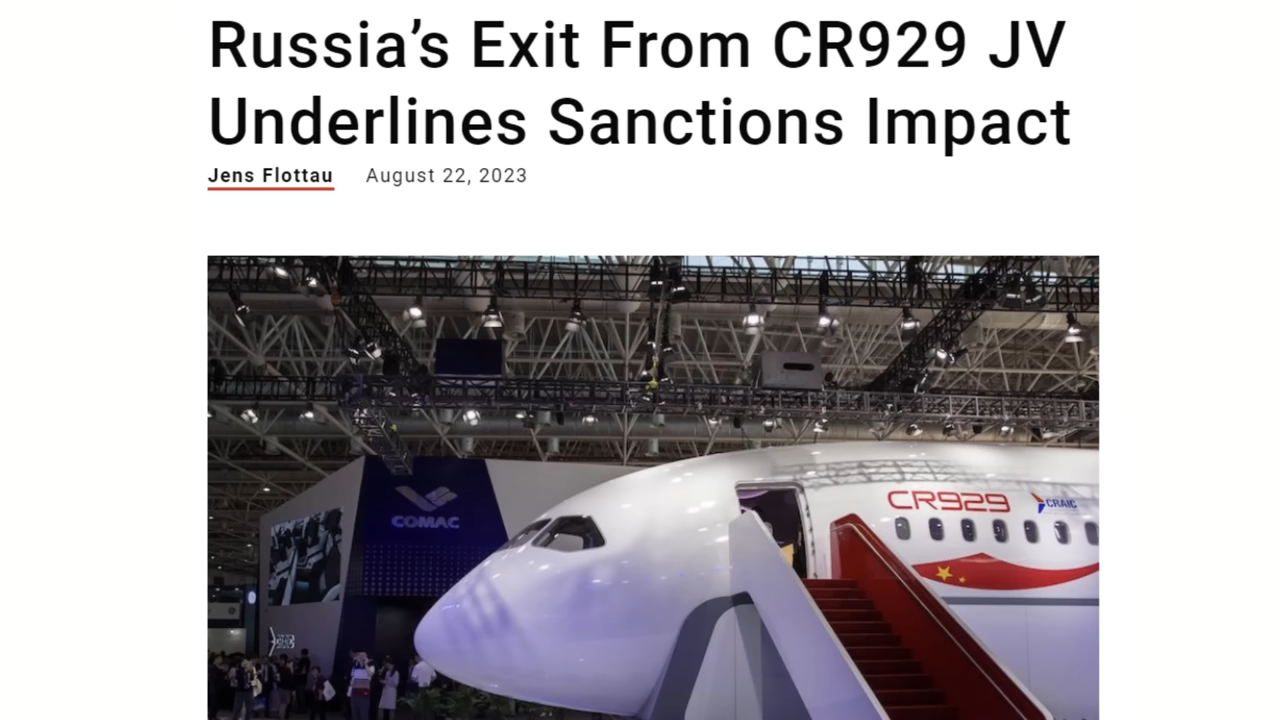 Russia’s Exit From CR929 JV
Underlines Sanctions Impact
Jens Flottau August 22, 2023
COMAC
CR929
CRAIC